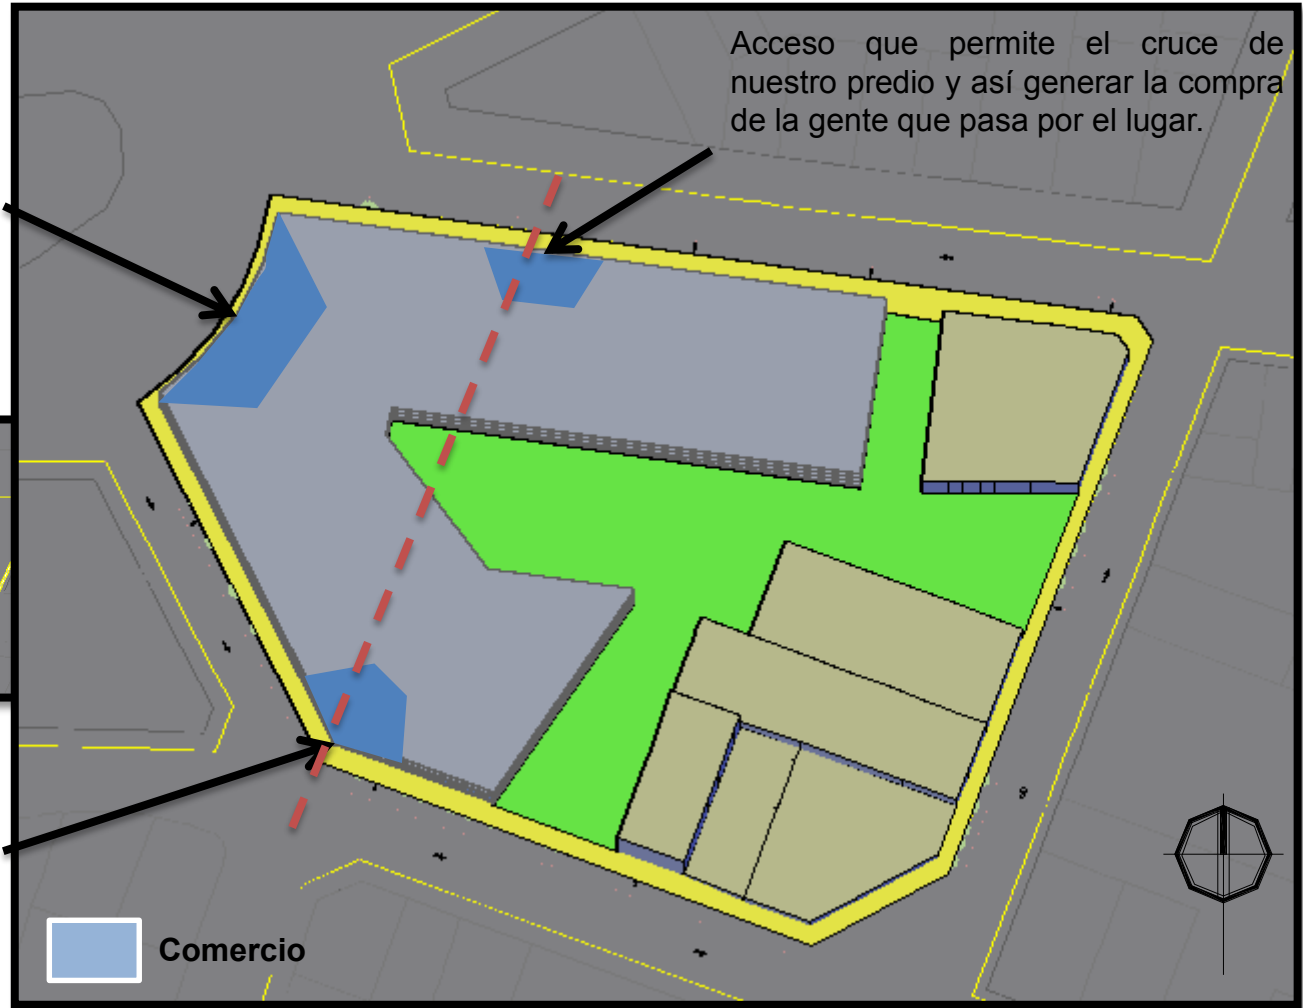 Acceso que permite el cruce de
nuestro predio y así generar la compra
de la gente que pasa por el lugar.
Comercio